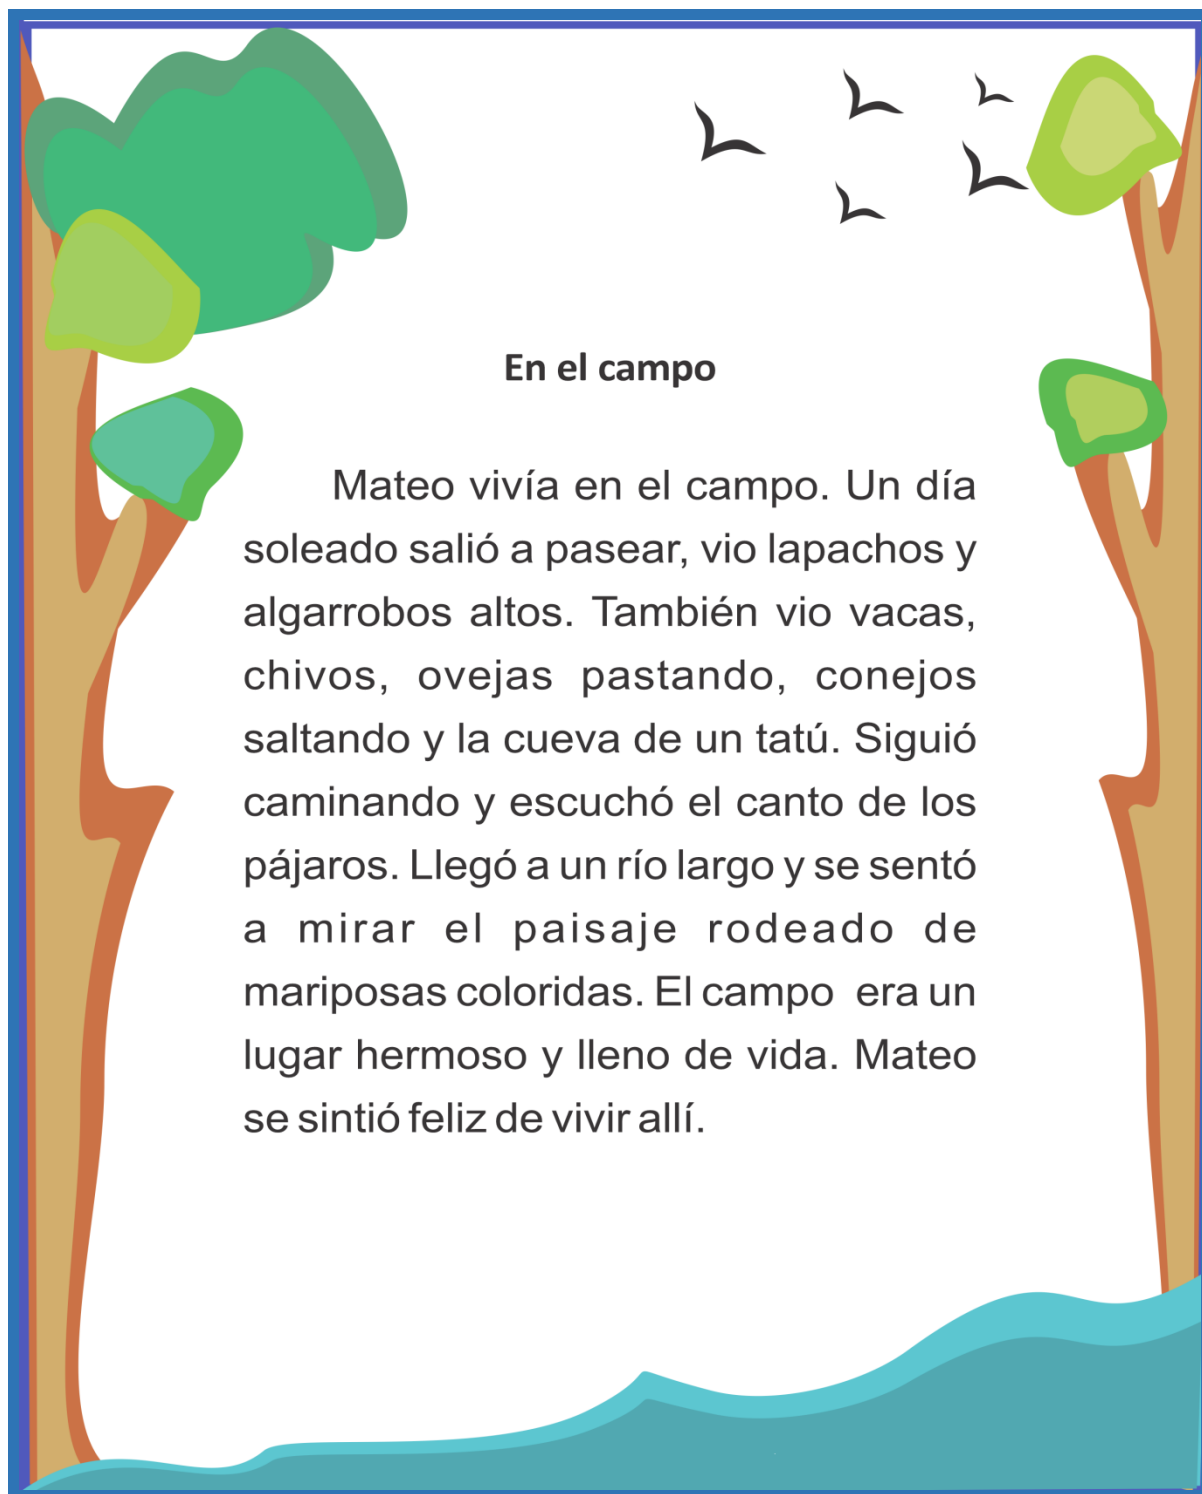 En el campo
Mateo vivía en el campo. Un día
soleado salió a pasear, vio lapachos y
algarrobos altos. También vio vacas,
chivos, ovejas pastando, conejos
saltando y la cueva de un tatú. Siguió
caminando y escuchó el canto de los
pájaros. Llegó a un río largo y se sentó
a mirar el paisaje rodeado de
mariposas coloridas. El campo era un
lugar hermoso y lleno de vida. Mateo
se sintió feliz de vivir allí.